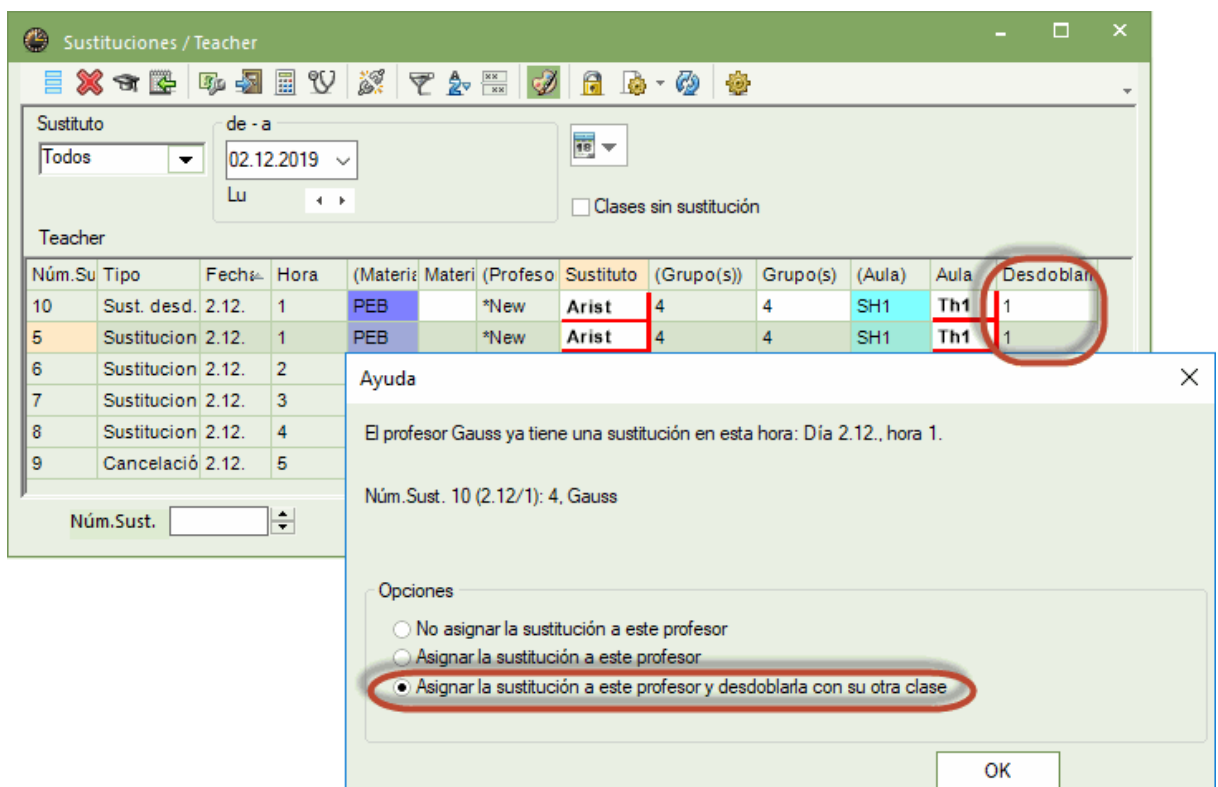 Sustituciones / Teacher
Sustituto
de - a
Todos
02.12.2019
18
Lu
Clases sin sustitución
Teacher
Núm.Su Tipo Fecha Hora (Materia Materi (Profeso Sustituto (Grupo(s)) Grupo(s) (Aula) Aula Desdoblam
10 Sust. desd. 2.12. 1 PEB *New Arist 4 4 SH1 Th1 1
5 Sustitucion 2.12. 1 PEB *New Arist 4 4 SH1 Th1 1
6 Sustitucion 2.12. 2
7 Sustitucion 2.12. 3
8 Sustitucion 2.12. 4
9 Cancelació 2.12. 5
Núm.Sust.
Ayuda
El profesor Gauss ya tiene una sustitución en esta hora: Día 2.12., hora 1.
Núm.Sust. 10 (2.12/1): 4, Gauss
Opciones
No asignar la sustitución a este profesor
Asignar la sustitución a este profesor
Asignar la sustitución a este profesor y desdoblarla con su otra clase
OK